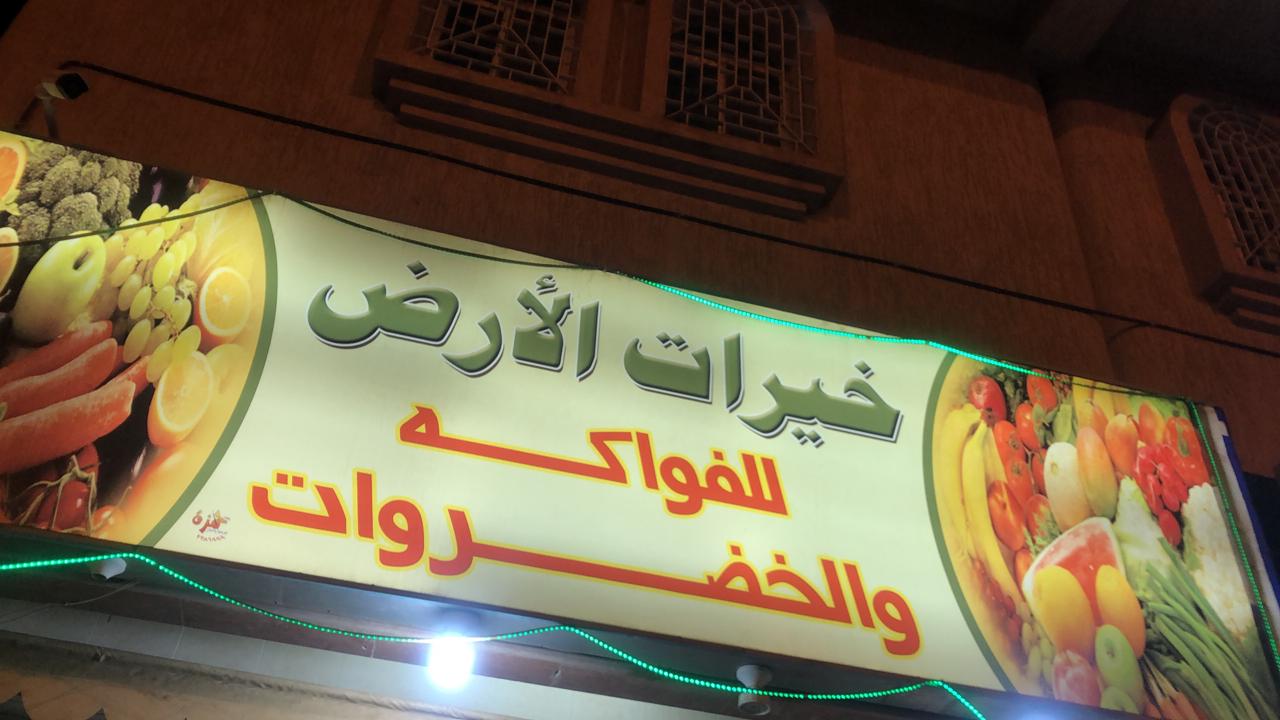 خيرات الأرض
للفواكه
والخضروات